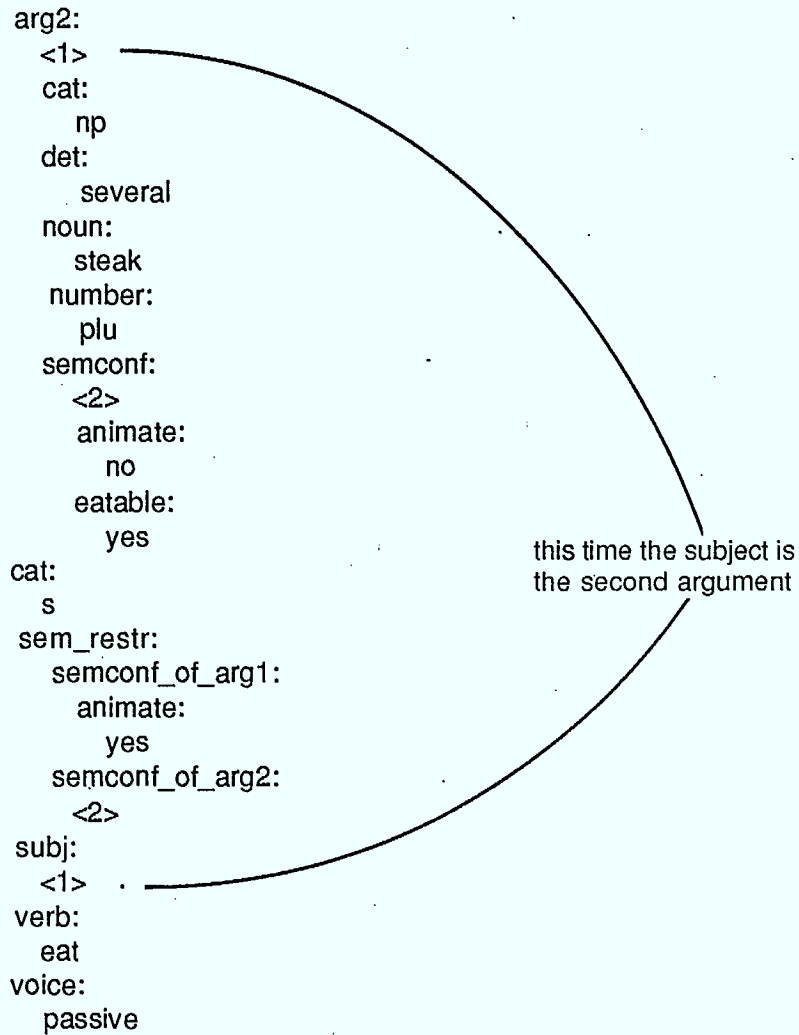 arg2:
<1>
cat:
np
det:
several
noun:
steak
number:
plu
semconf:
<2>
animate:
no
eatable:
yes
this time the subject is
the second argument
cat:
s
sem_restr:
semconf_of_arg1:
animate:
yes
semconf_of_arg2:
<2>
subj:
<1>
verb:
eat
voice:
passive